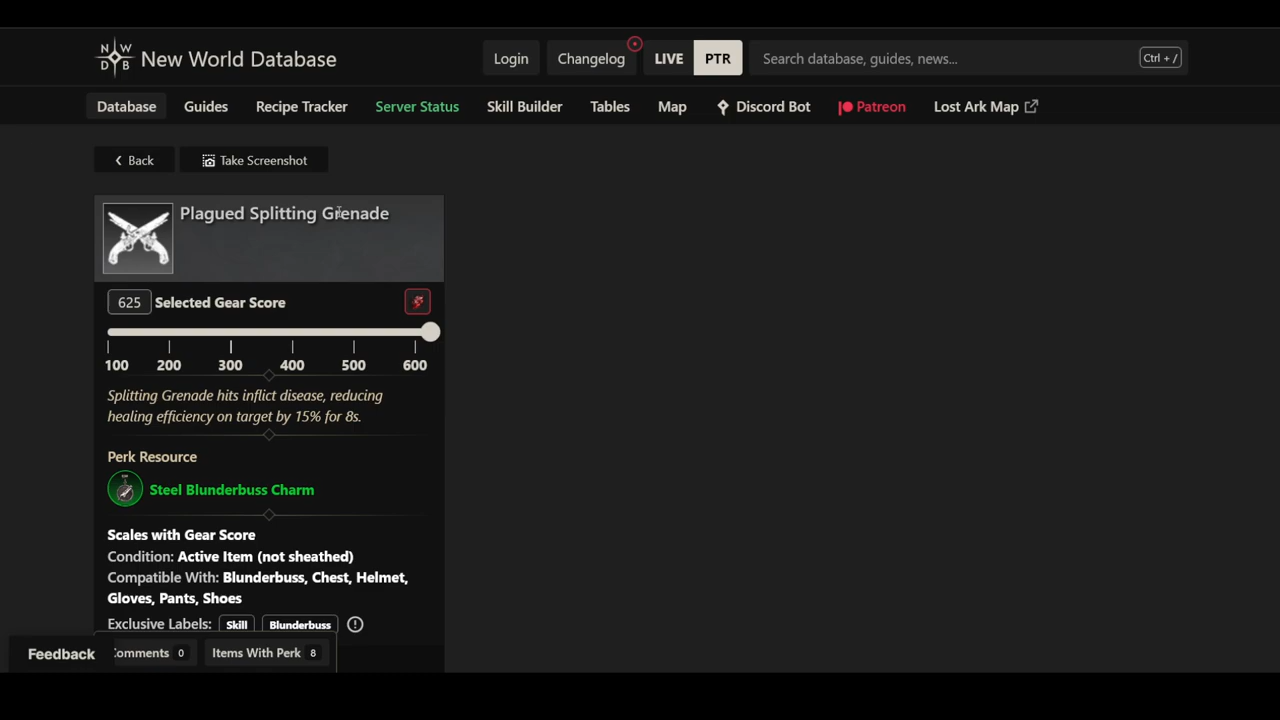 N W D B New World Database
Login Changelog LIVE PTR Search database, guides, news... Ctrl + /
Database Guides Recipe Tracker Server Status Skill Builder Tables Map Discord Bot Patreon Lost Ark Map
Back Take Screenshot
Plagued Splitting Grenade
625 Selected Gear Score
100 200 300 400 500 600
Splitting Grenade hits inflict disease, reducing
healing efficiency on target by 15% for 8s.
Perk Resource
Steel Blunderbuss Charm
Scales with Gear Score
Condition: Active Item (not sheathed)
Compatible With: Blunderbuss, Chest, Helmet,
Gloves, Pants, Shoes
Exclusive Labels: Skill Blunderbuss
Feedback omments 0 Items With Perk 8